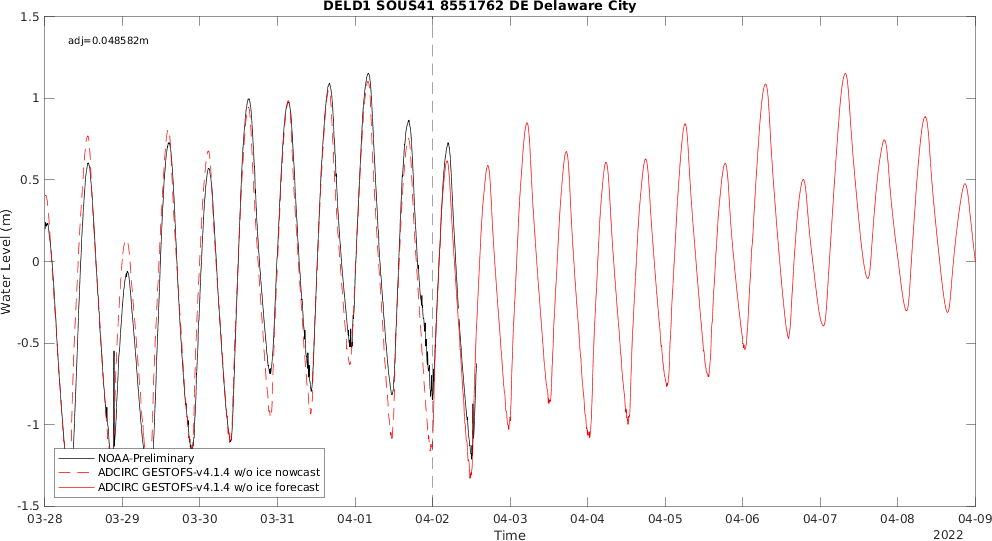 DELD1 SOUS41 8551762 DE Delaware City
adj=0.048582m
1.5
1
0.5
0
-0.5
-1
-1.5
Water Level (m)
NOAA-Preliminary
ADCIRC GESTOFS-v4.1.4 w/o ice nowcast
ADCIRC GESTOFS-v4.1.4 w/o ice forecast
03-28 03-29 03-30 03-31 04-01 04-02 04-03 04-04 04-05 04-06 04-07 04-08 04-09
Time
2022